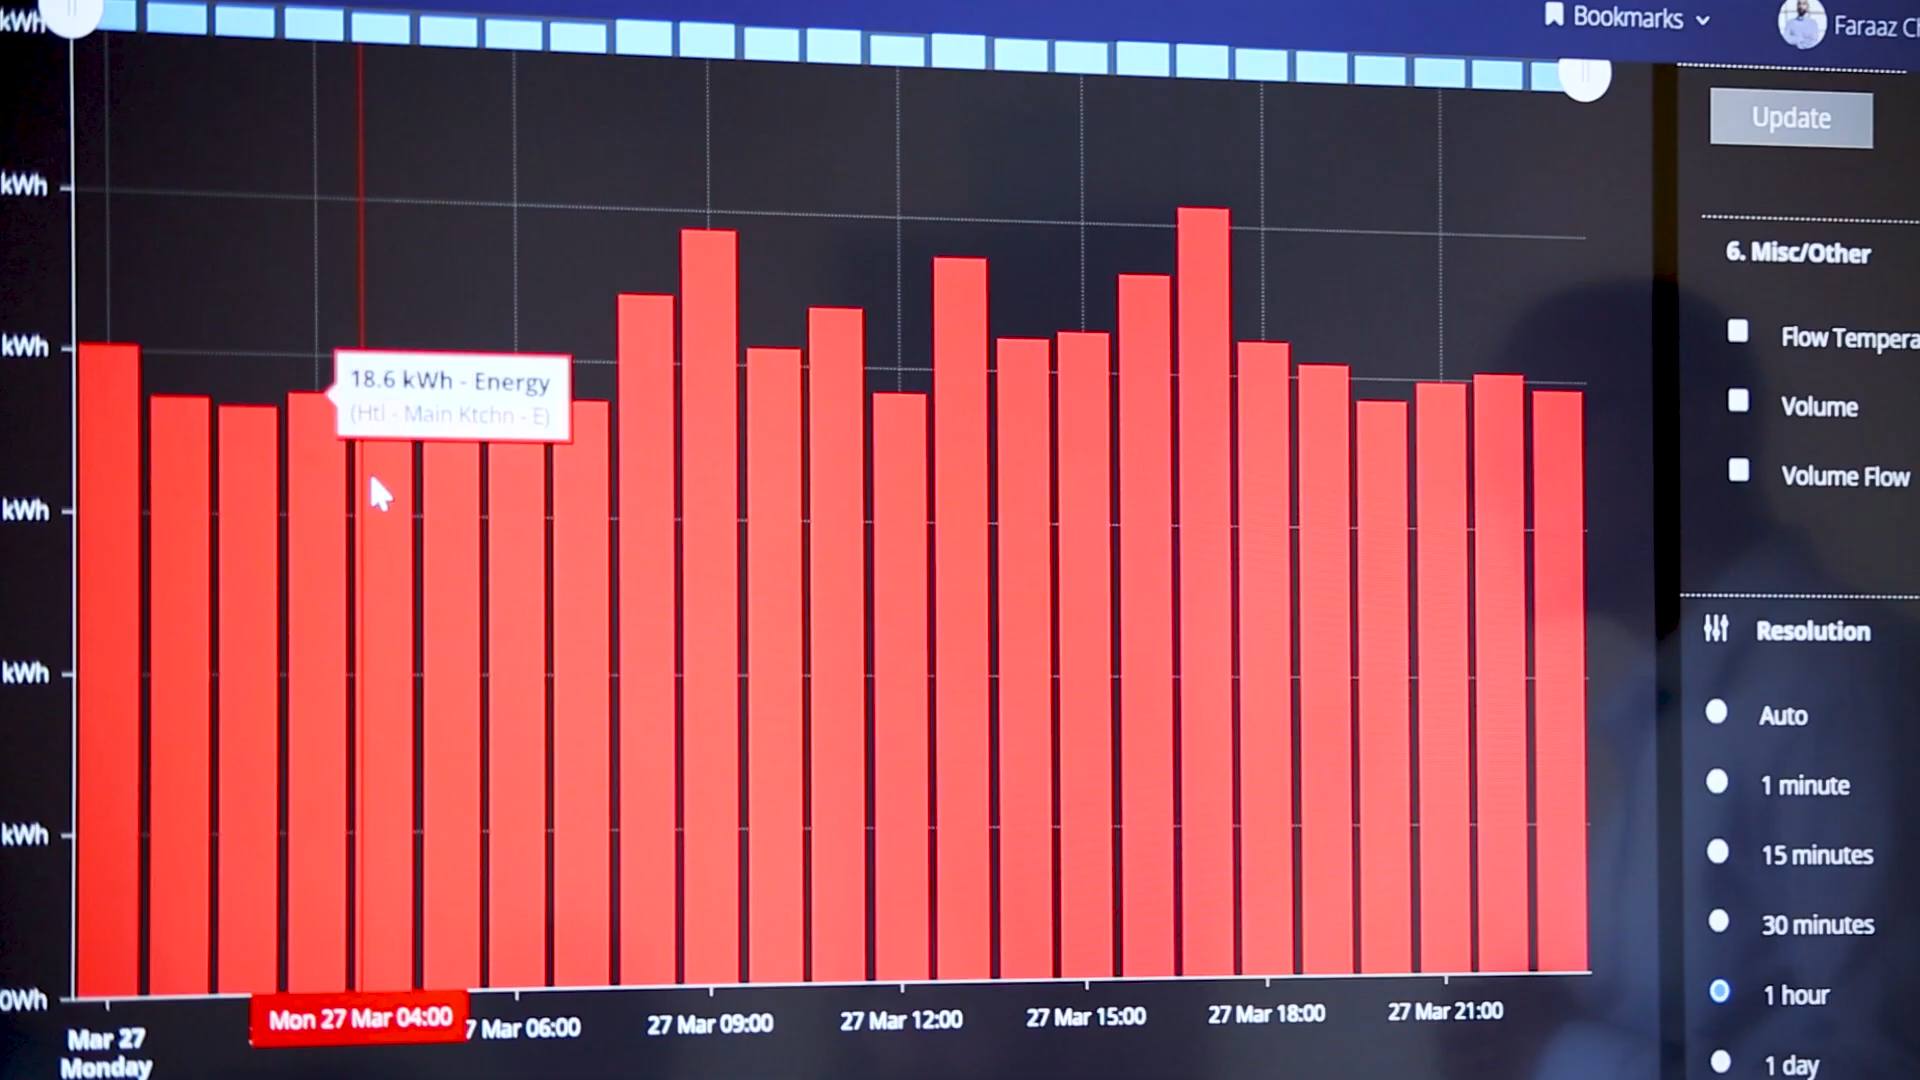 kWh
Bookmarks
Faraaz
Update
kWh
6. Misc/Other
Flow Tempera
kWh
18.6 kWh - Energy
(Htl - Main Ktchn - E)
Volume
Volume Flow
kWh
Resolution
kWh
Auto
1 minute
kWh
15 minutes
30 minutes
0Wh
1 hour
Mon 27 Mar 04:00
7 Mar 06:00
27 Mar 09:00
27 Mar 12:00
27 Mar 15:00
27 Mar 18:00
27 Mar 21:00
Mar 27
Monday
1 day